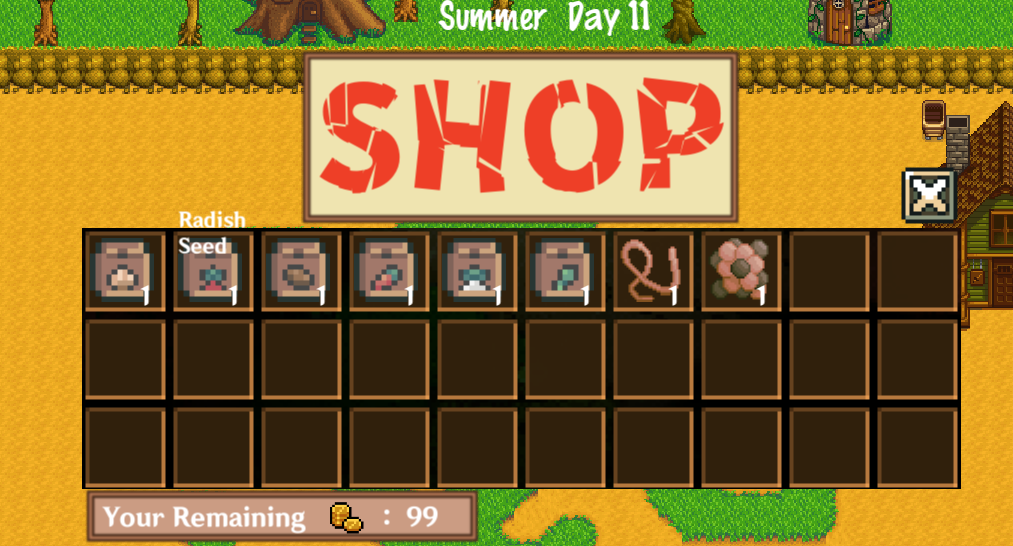 Summer Day 11
SHOP
Radish
Seed
1 1 1 1 1 1 1 1
Your Remaining : 99